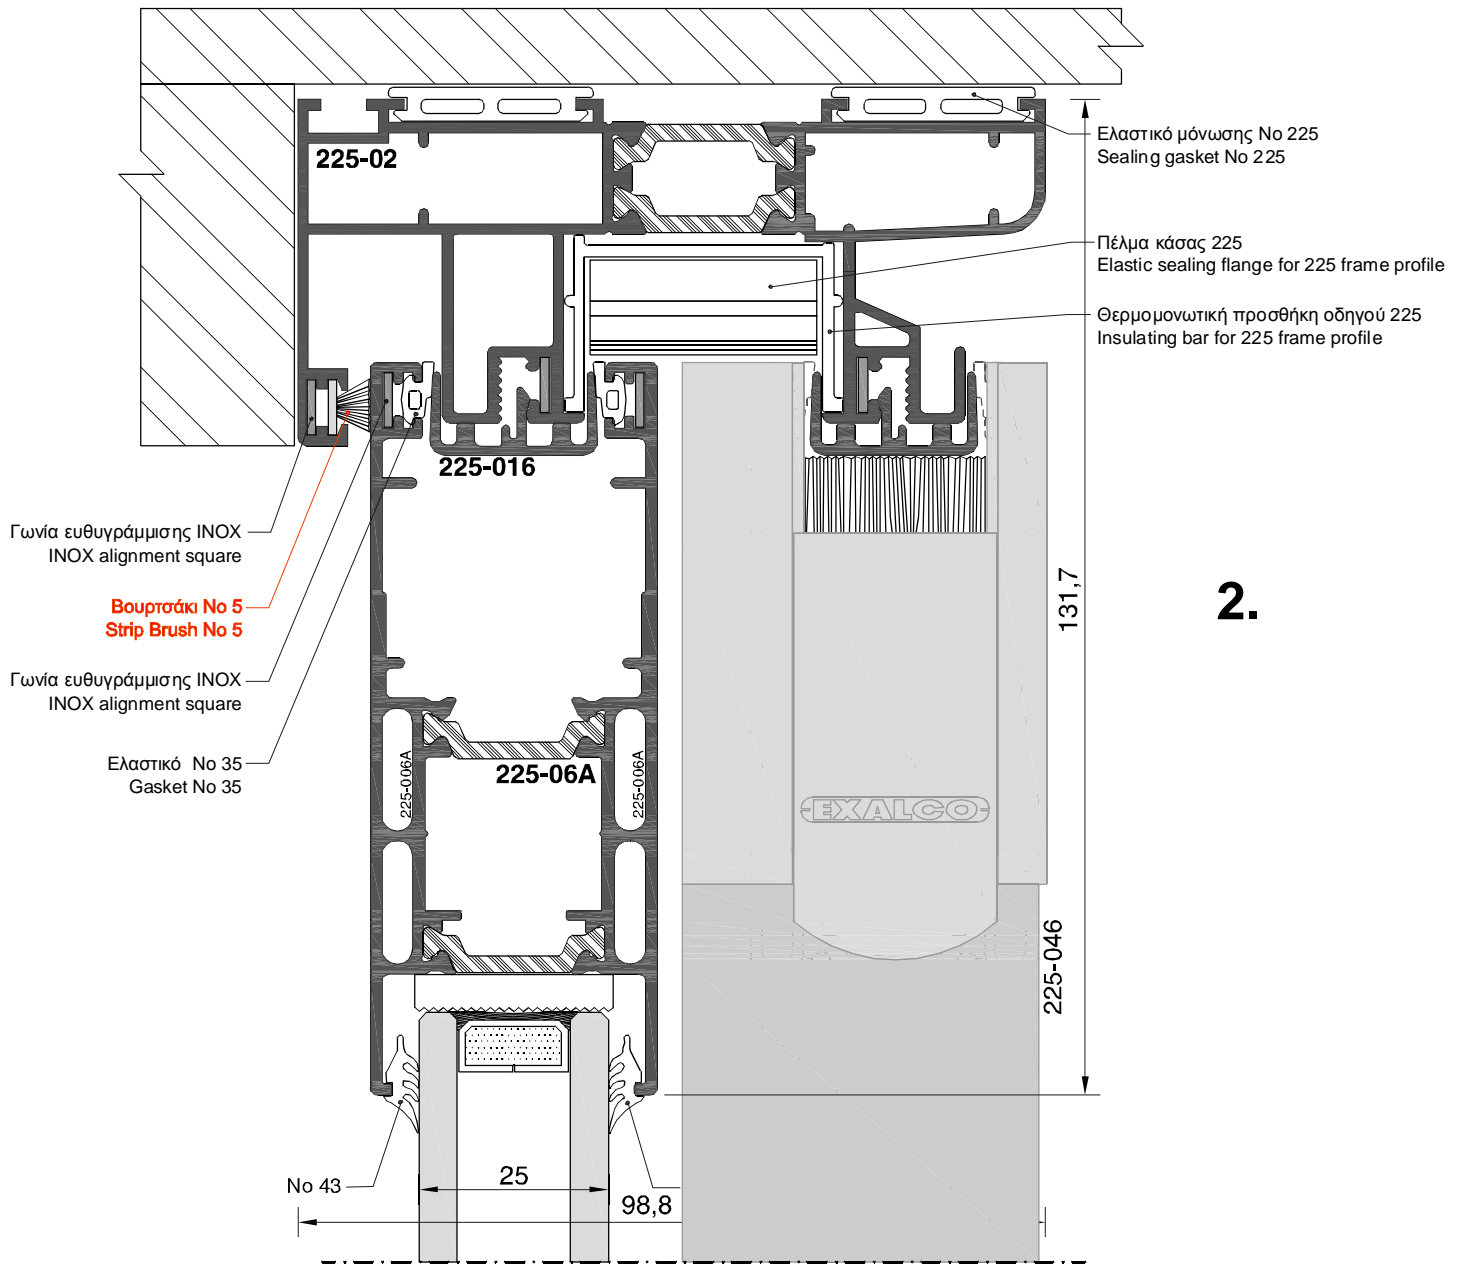 225-02
Ελαστικό μόνωσης No 225
Sealing gasket No 225
Πέλμα κάσας 225
Elastic sealing flange for 225 frame profile
Θερμομονωτική προσθήκη οδηγού 225
Insulating bar for 225 frame profile
225-016
Γωνία ευθυγράμμισης INOX
INOX alignment square
Βουρτσάκι No 5
Strip Brush No 5
Γωνία ευθυγράμμισης INOX
INOX alignment square
Ελαστικό No 35
Gasket No 35
131,7
2.
225-06A
225-006A
225-006A
EXALCO
225-046
No 43
25
98,8